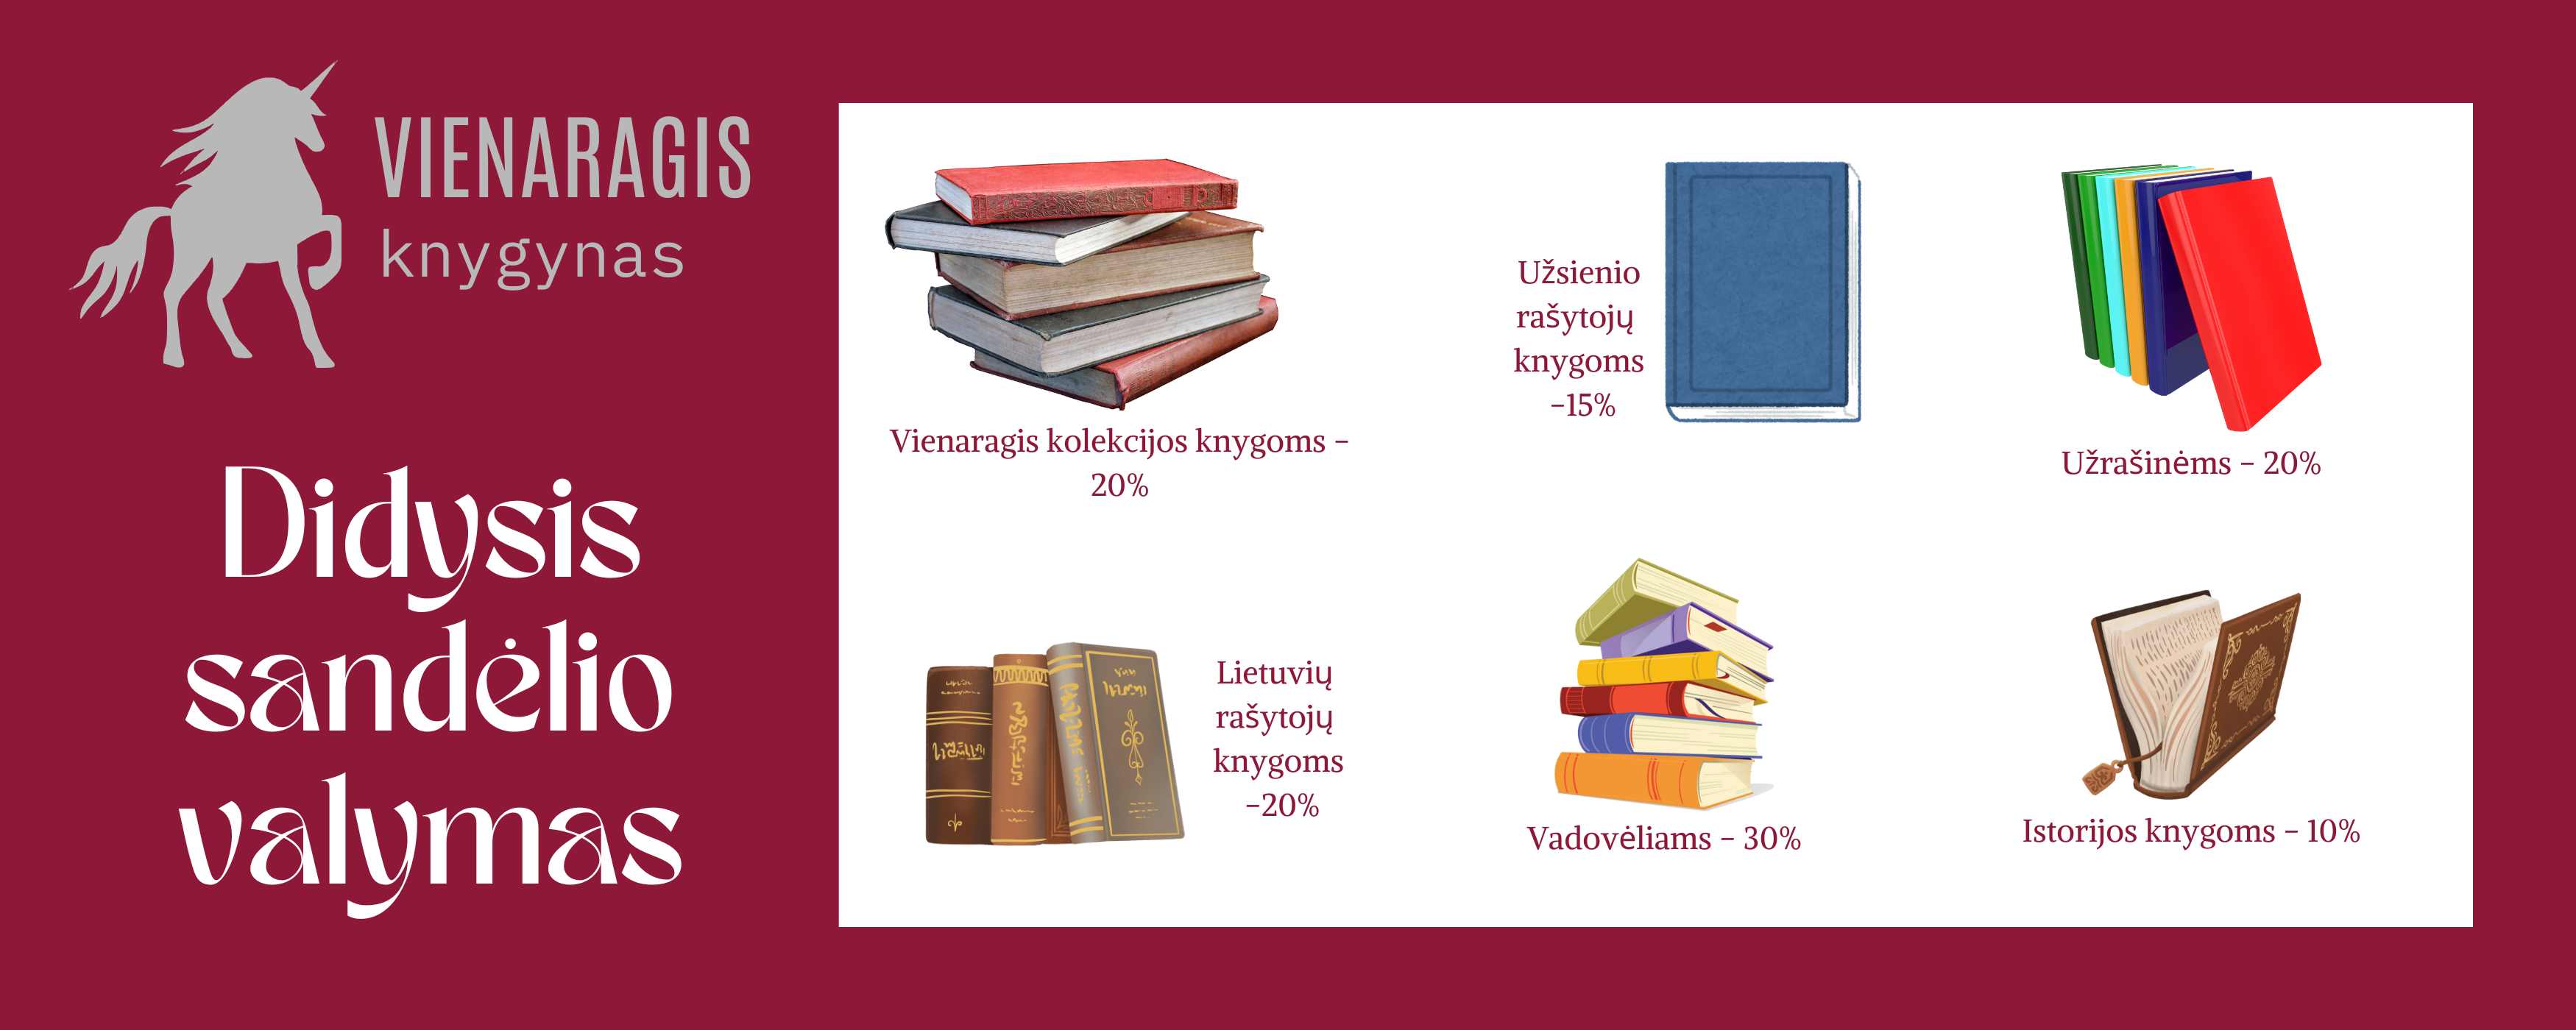 VIENARAGIS
knygynas
Didysis
sandėlio
valymas
Vienaragis kolekcijos knygoms -
20%
Užsienio
rašytojų
knygoms
-15%
Užrašinėms - 20%
Lietuvių
rašytojų
knygoms
-20%
Vadovėliams - 30%
Istorijos knygoms - 10%